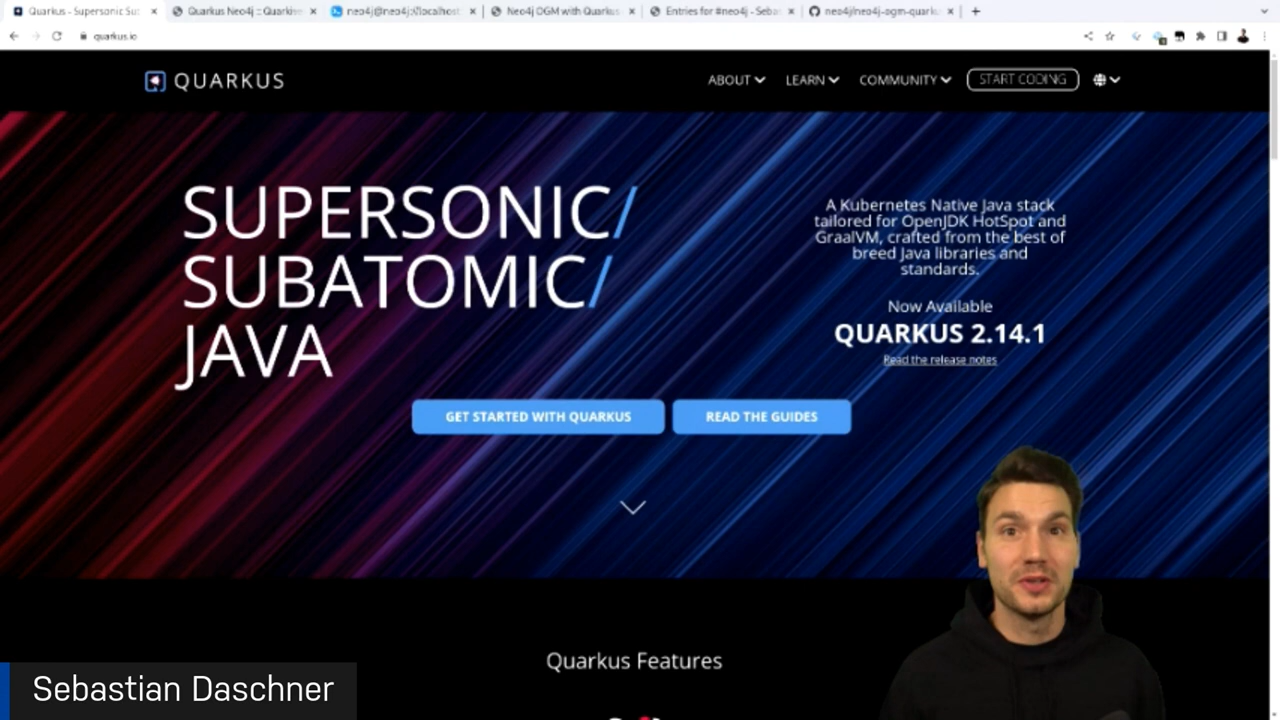 Quarkus - Supersonic Sub
Quarkus Neo4j :: Quarkive
neo4j@neo4j://localhost:
Neo4j OGM with Quarkus
Entries for #neo4j - Seba
neo4j/neo4j-ogm-quark
quarkus.io
QUARKUS
ABOUT
LEARN
COMMUNITY
START CODING
SUPERSONIC/
SUBATOMIC/
JAVA
A Kubernetes Native Java stack
tailored for OpenJDK HotSpot and
GraalVM, crafted from the best of
breed Java libraries and
standards.
Now Available
QUARKUS 2.14.1
Read the release notes
GET STARTED WITH QUARKUS
READ THE GUIDES
Quarkus Features
Sebastian Daschner